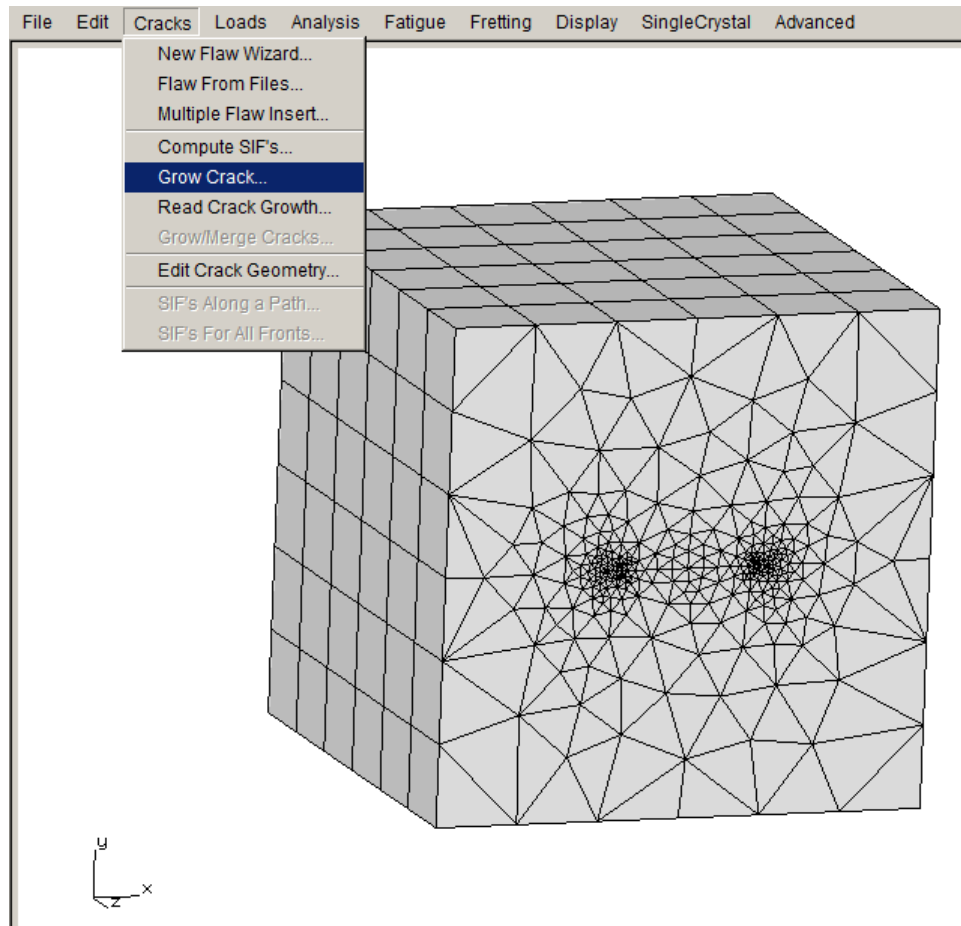 File Edit Cracks Loads Analysis Fatigue Fretting Display SingleCrystal Advanced
New Flaw Wizard...
Flaw From Files...
Multiple Flaw Insert...
Compute SIF's...
Grow Crack...
Read Crack Growth...
Grow/Merge Cracks...
Edit Crack Geometry...
SIF's Along a Path...
SIF's For All Fronts...
y
x
z